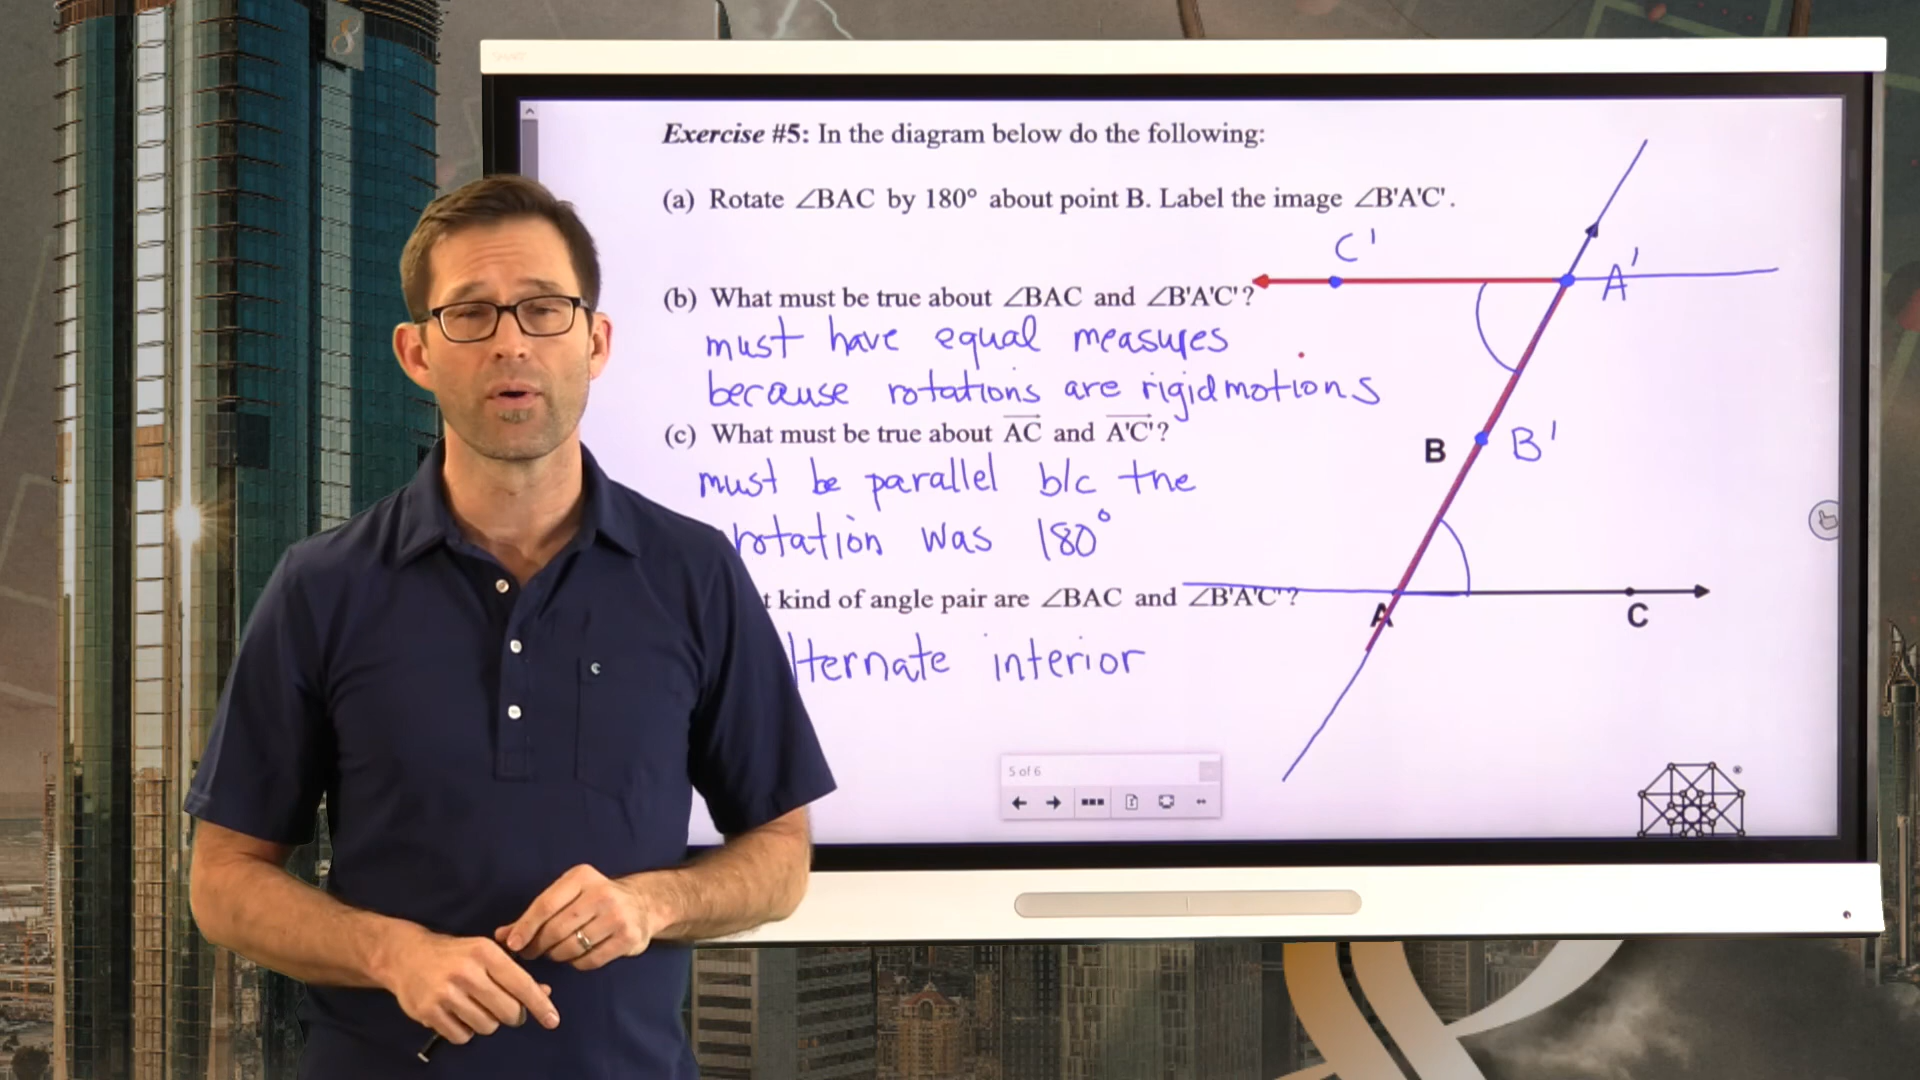 Exercise #5: In the diagram below do the following:
(a) Rotate ∠BAC by 180° about point B. Label the image ∠B'A'C'.
C'
A'
(b) What must be true about ∠BAC and ∠B'A'C'?
must have equal measures
because rotations are rigid motions
(c) What must be true about AC and A'C'?
B B'
must be parallel b/c the
rotation was 180°
t kind of angle pair are ∠BAC and ∠B'A'C'?
A C
lternate interior
5 of 6